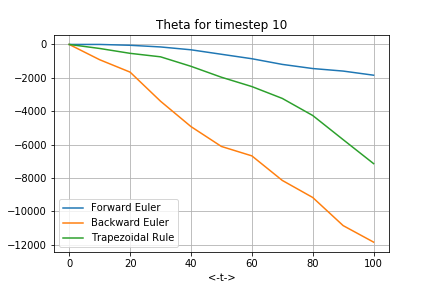 Theta for timestep 10
0
−2000
−4000
−6000
−8000
−10000
−12000
Forward Euler
Backward Euler
Trapezoidal Rule
0 20 40 60 80 100
<-t->